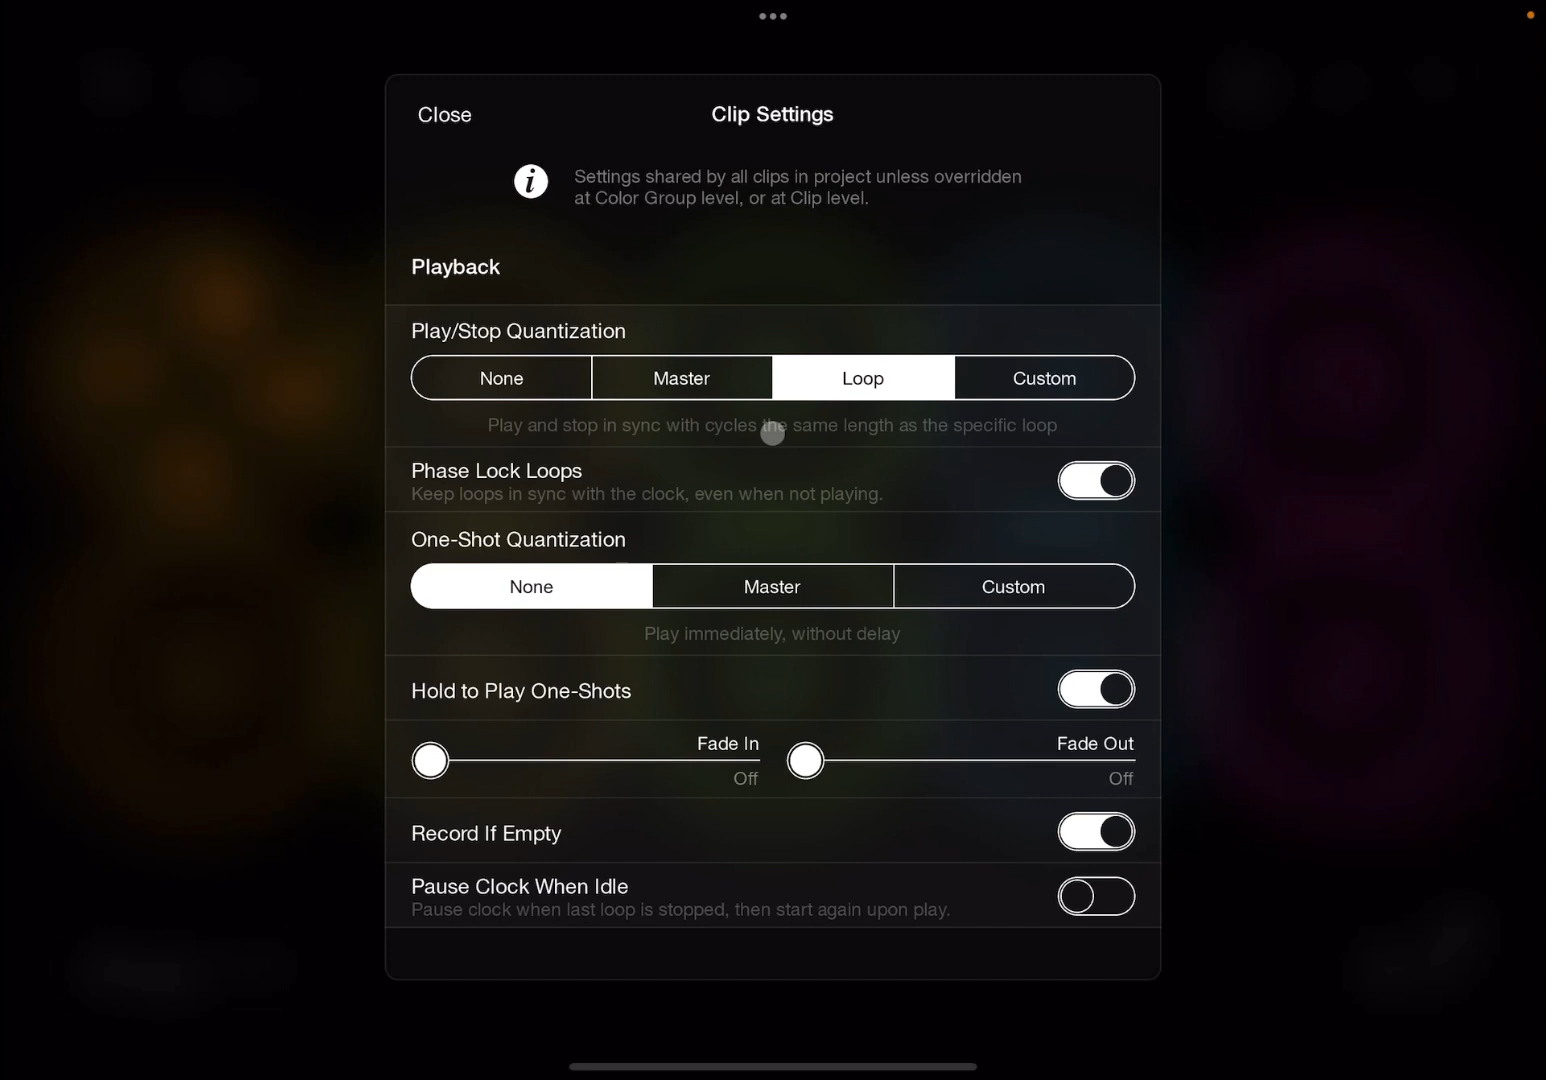 Close
Clip Settings
i
Settings shared by all clips in project unless overridden
at Color Group level, or at Clip level.
Playback
Play/Stop Quantization
None
Master
Loop
Custom
Play and stop in sync with cycles the same length as the specific loop
Phase Lock Loops
Keep loops in sync with the clock, even when not playing.
One-Shot Quantization
None
Master
Custom
Play immediately, without delay
Hold to Play One-Shots
Fade In
Off
Fade Out
Off
Record If Empty
Pause Clock When Idle
Pause clock when last loop is stopped, then start again upon play.